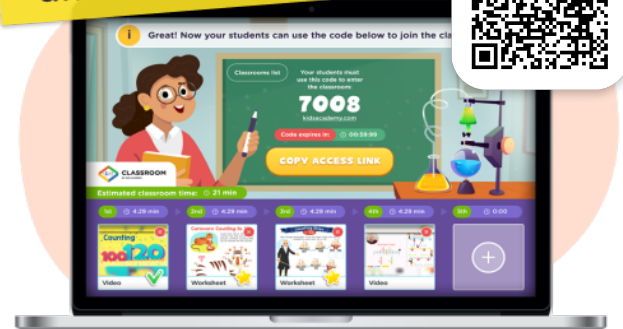 i Great! Now your students can use the code below to join the cla
Classrooms list
Your students must
use this code to enter
the classroom:
7008
kidsacademy.com
Code expires in: 00:59:99
COPY ACCESS LINK
CLASSROOM
Estimated classroom time: 21 min
1st 4:29 min 2nd 4:29 min 3rd 4:29 min 4th 4:29 min 5th 0:00
Counting
100 120
Video
Worksheet
Worksheet
Video